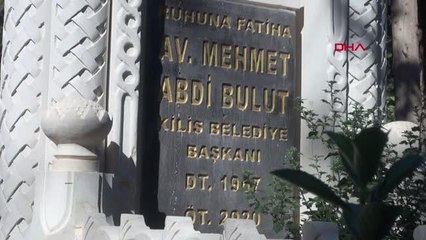 RUHUNA FATİHA
AV. MEHMET
ABDİ BULUT
KİLİS BELEDİYE
BAŞKANI
DT. 1967
ÖT. 2020
DHA